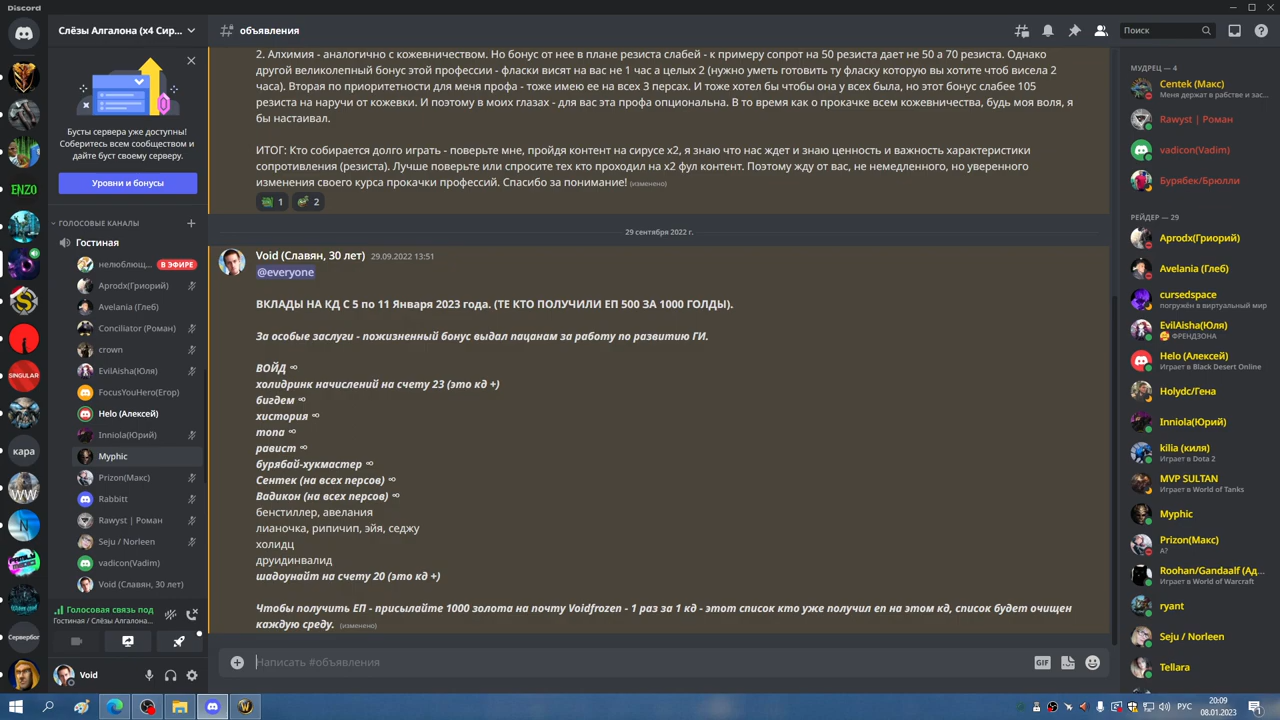 Discord
Слёзы Алгалона (x4 Сир...
объявления
Поиск
Бусты сервера уже доступны!
Соберитесь всем сообществом и
дайте буст своему серверу.
Уровни и бонусы
ENZO
SINGULAR
кара
WW
N
Сервербог
ГОЛОСОВЫЕ КАНАЛЫ
Гостиная
нелюблющ...
В ЭФИРЕ
Aprodx(Гриорий)
Avelania (Глеб)
Conciliator (Роман)
crown
EvilAisha(Юля)
FocusYouHero(Егор)
Helo (Алексей)
Inniola(Юрий)
Myphic
Prizon(Макс)
Rabbitt
Rawyst | Роман
Seju / Norleen
vadicon(Vadim)
Void (Славян, 30 лет)
Голосовая связь под
Гостиная / Слёзы Алгалона...
Void
2. Алхимия - аналогично с кожевничеством. Но бонус от нее в плане резиста слабей - к примеру сопрот на 50 резиста дает не 50 а 70 резиста. Однако
другой великолепный бонус этой профессии - фласки висят на вас не 1 час а целых 2 (нужно уметь готовить ту фласку которую вы хотите чтоб висела 2
часа). Вторая по приоритетности для меня профа - тоже имею ее на всех 3 персах. И тоже хотел бы чтобы она у всех была, но этот бонус слабее 105
резиста на наручи от кожевки. И поэтому в моих глазах - для вас эта профа опциональна. В то время как о прокачке всем кожевничества, будь моя воля, я
бы настаивал.
ИТОГ: Кто собирается долго играть - поверьте мне, пройдя контент на сирусе x2, я знаю что нас ждет и знаю ценность и важность характеристики
сопротивления (резиста). Лучше поверьте или спросите тех кто проходил на x2 фул контент. Поэтому жду от вас, не немедленного, но уверенного
изменения своего курса прокачки профессий. Спасибо за понимание! (изменено)
1
2
29 сентября 2022 г.
Void (Славян, 30 лет) 29.09.2022 13:51
@everyone
ВКЛАДЫ НА КД С 5 по 11 Января 2023 года. (ТЕ КТО ПОЛУЧИЛИ ЕП 500 ЗА 1000 ГОЛДЫ).
За особые заслуги - пожизненный бонус выдал пацанам за работу по развитию ГИ.
ВОЙД ∞
холидринк начислений на счету 23 (это кд +)
бигдем ∞
хистория ∞
топа ∞
равист ∞
бурябай-хукмастер ∞
Сентек (на всех персов) ∞
Вадикон (на всех персов) ∞
бенстиллер, авелания
лианочка, рипичип, эйя, седжу
холидц
друидинвалид
шадоунайт на счету 20 (это кд +)
Чтобы получить ЕП - присылайте 1000 золота на почту Voidfrozen - 1 раз за 1 кд - этот список кто уже получил еп на этом кд, список будет очищен
каждую среду. (изменено)
Написать #объявления
GIF
МУДРЕЦ — 4
Centek (Макс)
Меня держат в рабстве и зас...
Rawyst | Роман
vadicon(Vadim)
Бурябек/Брюлли
РЕЙДЕР — 29
Aprodx(Гриорий)
Avelania (Глеб)
cursedspace
погружён в виртуальный мир
EvilAisha(Юля)
ФРЕНДЗОНА
Helo (Алексей)
Играет в Black Desert Online
Holydc/Гена
Inniola(Юрий)
kilia (киля)
Играет в Dota 2
MVP SULTAN
Играет в World of Tanks
Myphic
Prizon(Макс)
А?
Roohan/Gandaalf (Ад...
Играет в World of Warcraft
ryant
Seju / Norleen
Tellara
РУС
20:09
08.01.2023
1